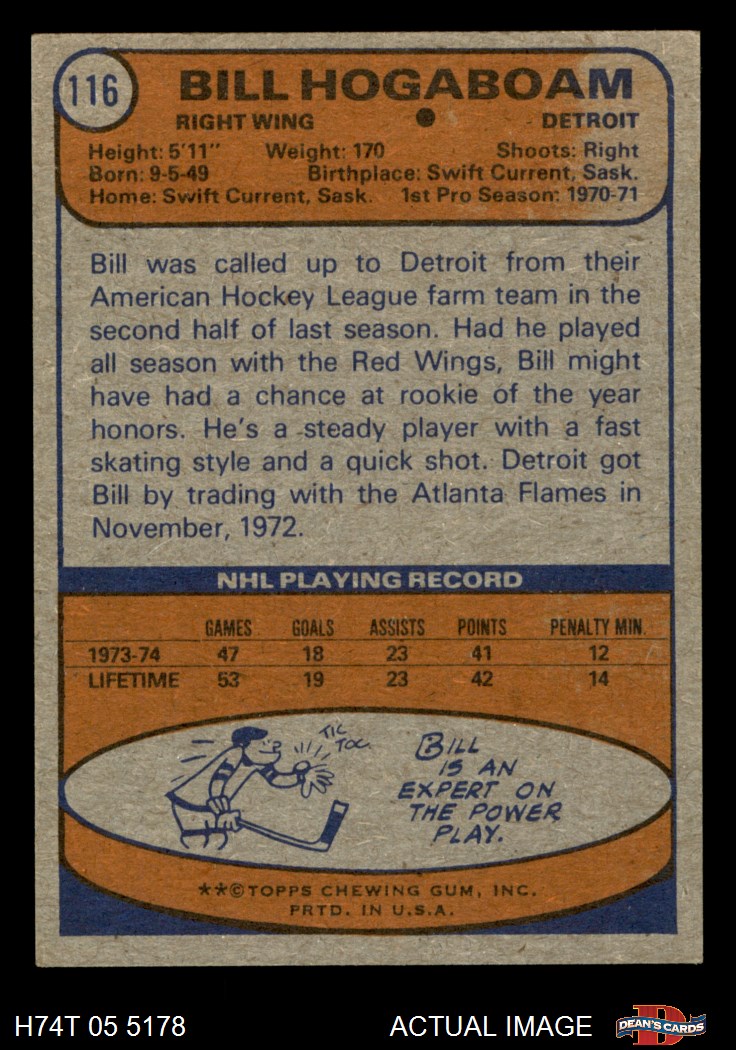 116
BILL HOGABOAM
RIGHT WING DETROIT
Height: 5'11" Weight: 170 Shoots: Right
Born: 9-5-49 Birthplace: Swift Current, Sask.
Home: Swift Current, Sask. 1st Pro Season: 1970-71
Bill was called up to Detroit from their
American Hockey League farm team in the
second half of last season. Had he played
all season with the Red Wings, Bill might
have had a chance at rookie of the year
honors. He's a steady player with a fast
skating style and a quick shot. Detroit got
Bill by trading with the Atlanta Flames in
November, 1972.
NHL PLAYING RECORD
GAMES GOALS ASSISTS POINTS PENALTY MIN.
1973-74 47 18 23 41 12
LIFETIME 53 19 23 42 14
TIC
TOC
BILL
IS AN
EXPERT ON
THE POWER
PLAY.
**©TOPPS CHEWING GUM, INC.
PRTD. IN U.S.A.
H74T 05 5178 ACTUAL IMAGE D DEAN'S CARDS